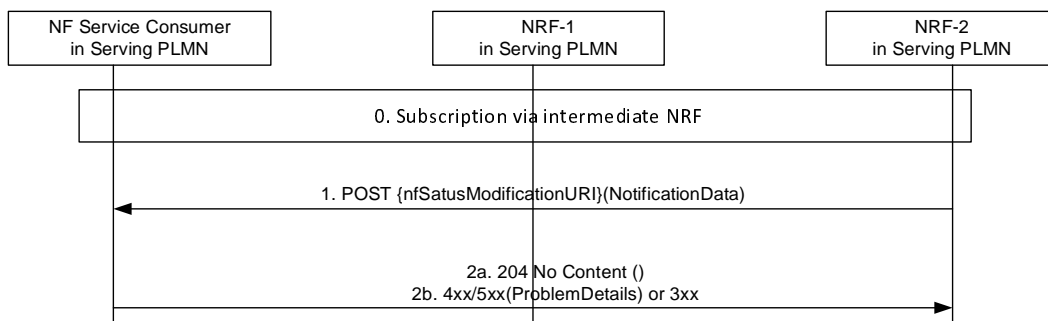 NF Service Consumer
in Serving PLMN
NRF-1
in Serving PLMN
NRF-2
in Serving PLMN
0. Subscription via intermediate NRF
1. POST {nfSatusModificationURI}(NotificationData)
2a. 204 No Content ()
2b. 4xx/5xx(ProblemDetails) or 3xx